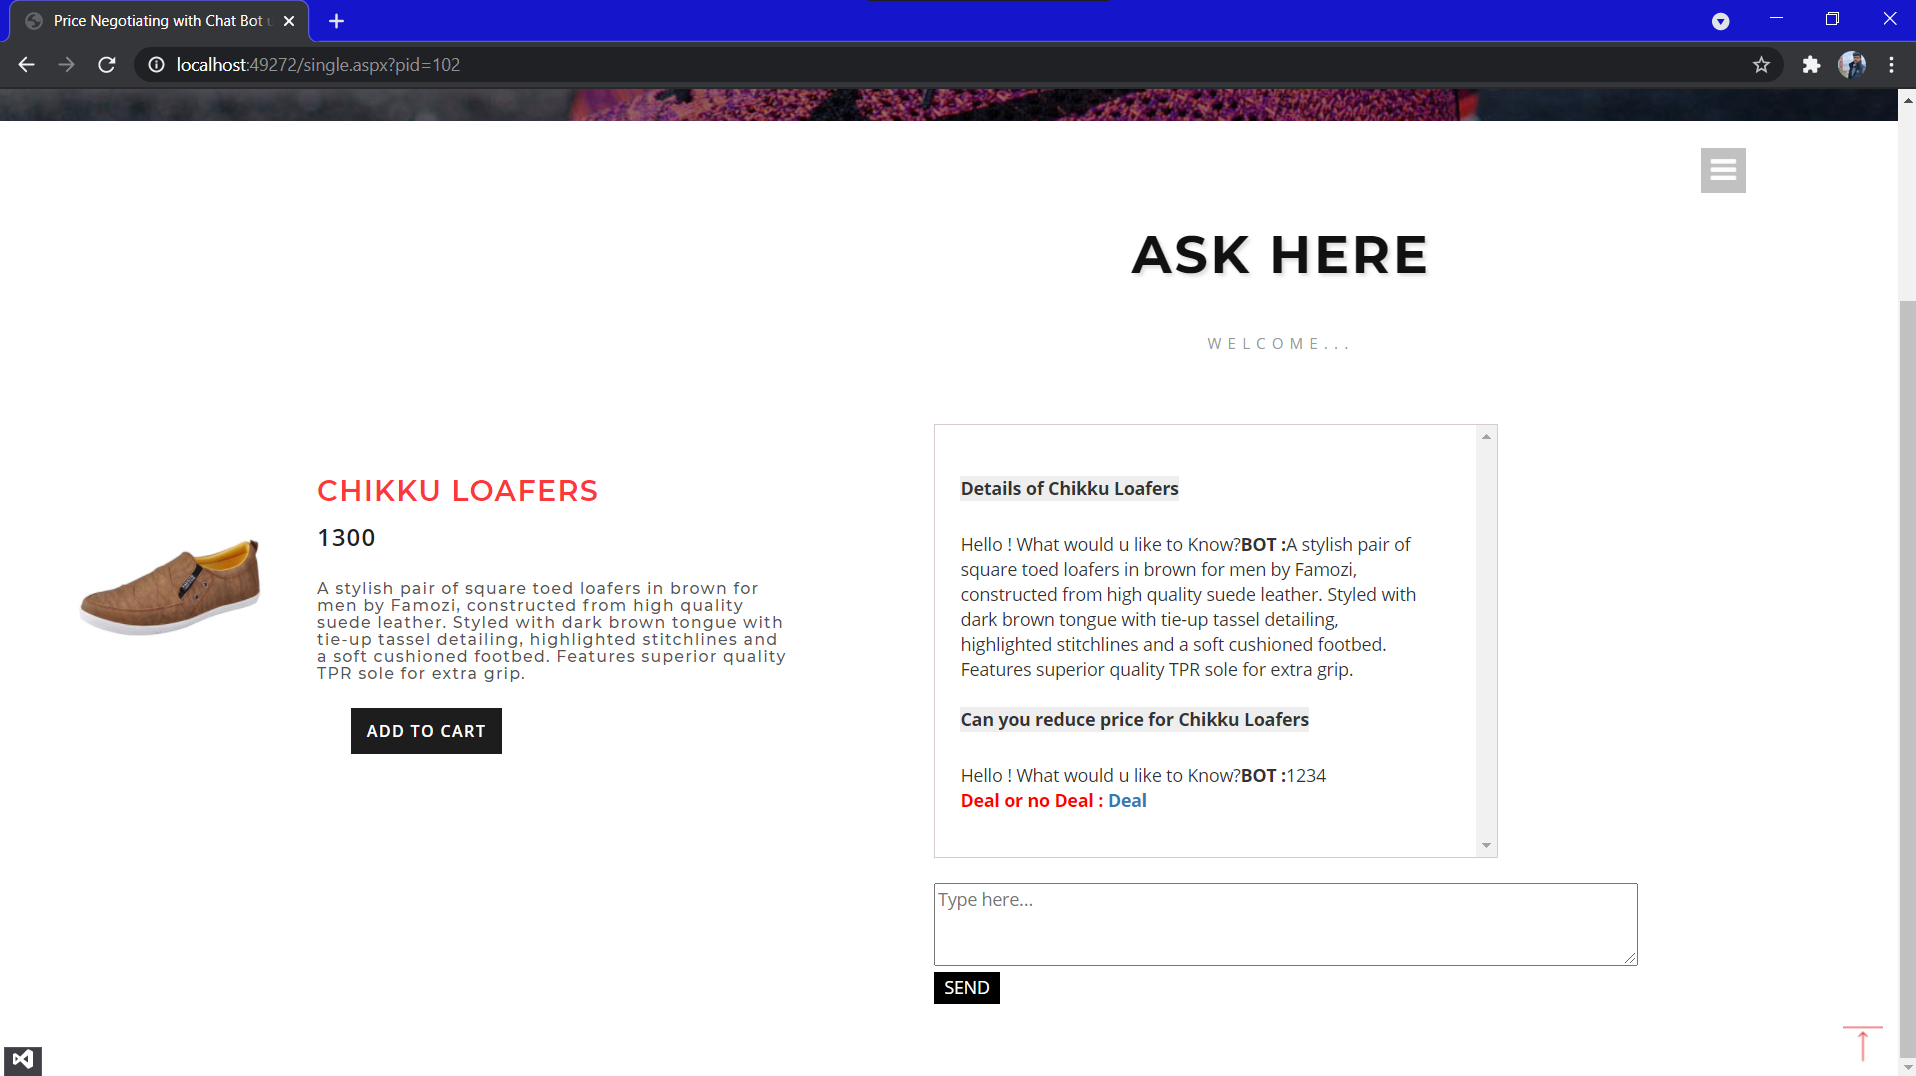 Price Negotiating with Chat Bot u
localhost:49272/single.aspx?pid=102
ASK HERE
WELCOME...
CHIKKU LOAFERS
1300
A stylish pair of square toed loafers in brown for
men by Famozi, constructed from high quality
suede leather. Styled with dark brown tongue with
tie-up tassel detailing, highlighted stitchlines and
a soft cushioned footbed. Features superior quality
TPR sole for extra grip.
ADD TO CART
Details of Chikku Loafers
Hello ! What would u like to Know?BOT :A stylish pair of
square toed loafers in brown for men by Famozi,
constructed from high quality suede leather. Styled with
dark brown tongue with tie-up tassel detailing,
highlighted stitchlines and a soft cushioned footbed.
Features superior quality TPR sole for extra grip.
Can you reduce price for Chikku Loafers
Hello ! What would u like to Know?BOT :1234
Deal or no Deal : Deal
Type here...
SEND